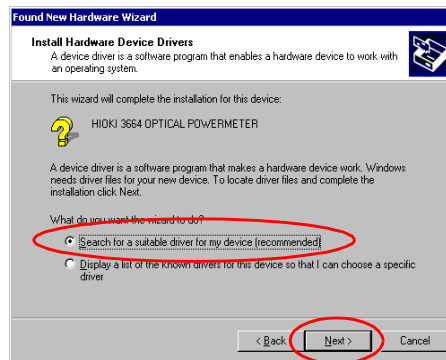 Found New Hardware Wizard
Install Hardware Device Drivers
A device driver is a software program that enables a hardware device to work with
an operating system.
This wizard will complete the installation for this device:
HIOKI 3664 OPTICAL POWERMETER
A device driver is a software program that makes a hardware device work. Windows
needs driver files for your new device. To locate driver files and complete the
installation click Next.
What do you want the wizard to do?
Search for a suitable driver for my device (recommended)
Display a list of the known drivers for this device so that I can choose a specific
driver
< Back
Next >
Cancel